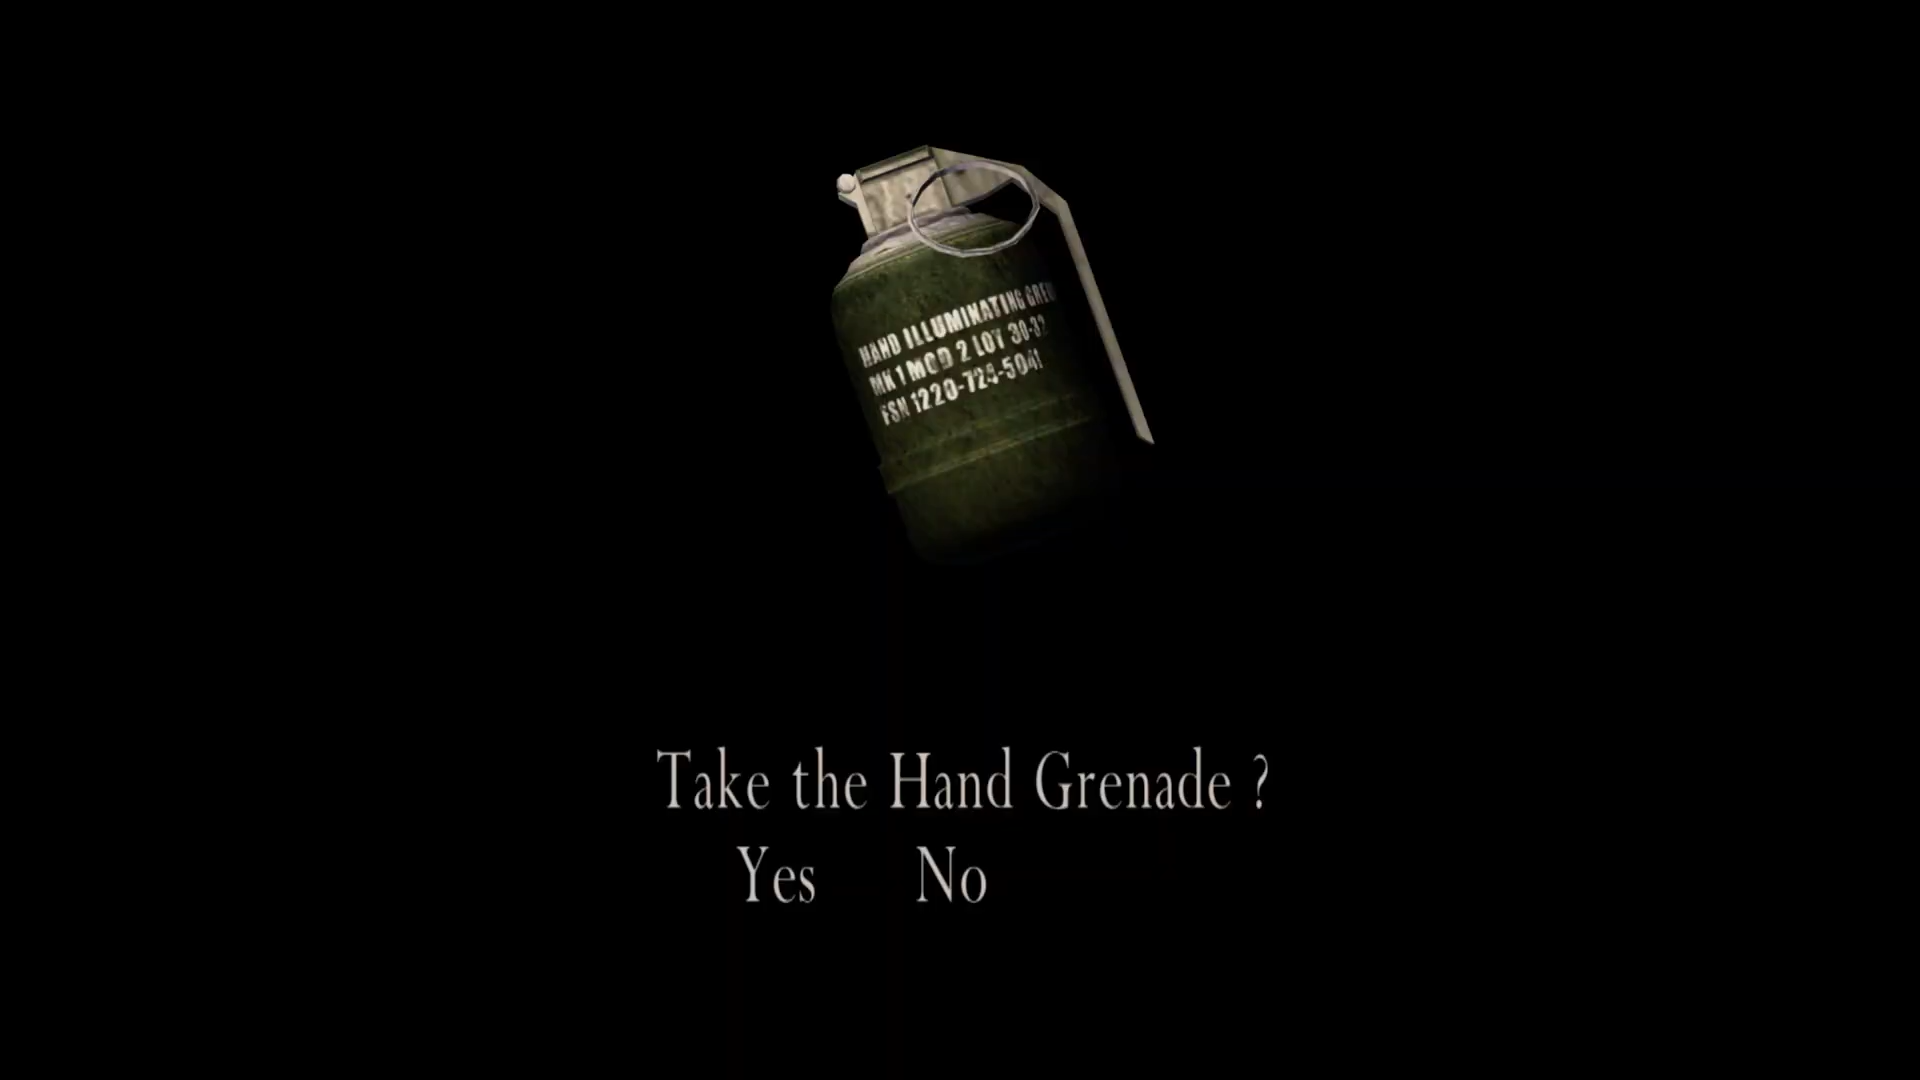 HAND ILLUMINATING GREN
MK 1 MOD 2 LOT 30-32
FSN 1220-724-5041
Take the Hand Grenade ?
Yes No